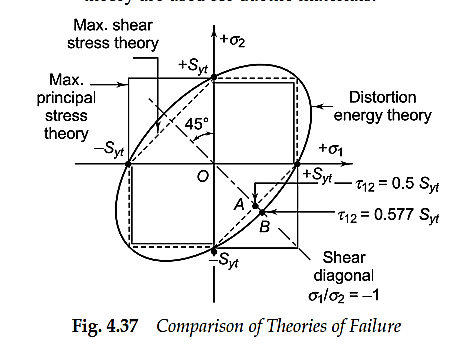 theory are used for ductile materials.
Max. shear
stress theory
+σ2
+Syt
Max.
principal
stress
theory
45°
Distortion
energy theory
–Syt
+σ1
O
+Syt
τ12 = 0.5 Syt
A
B
τ12 = 0.577 Syt
–Syt
Shear
diagonal
σ1/σ2 = –1
Fig. 4.37 Comparison of Theories of Failure